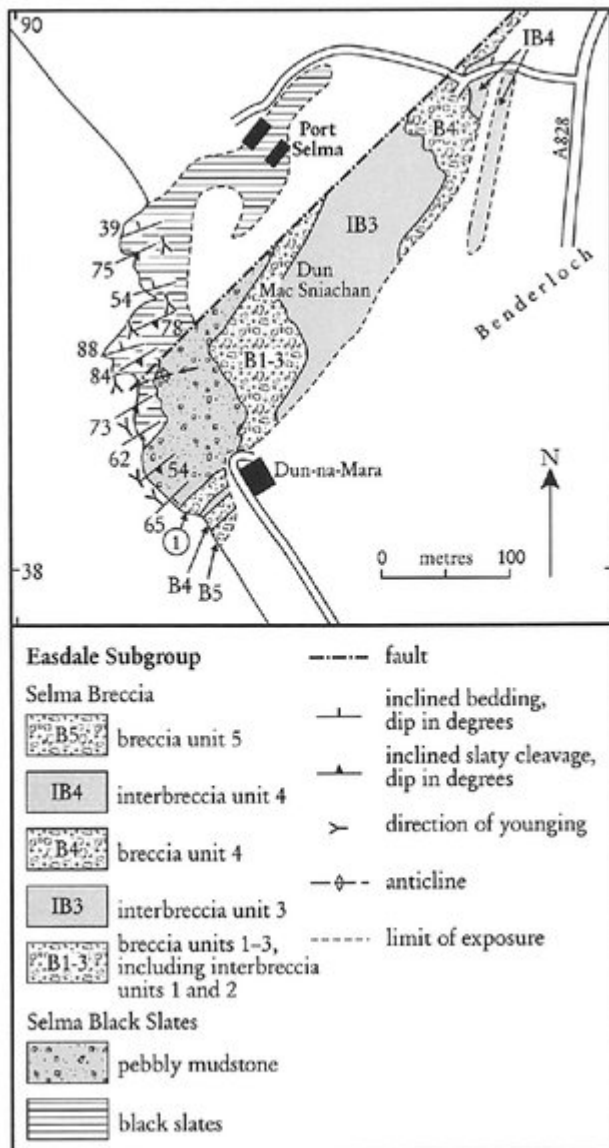 90
IB4
B4
Port
Selma
A828
IB3
39
75
Dun
Mac Sniachan
54
Benderloch
78
88
B1-3
84
73
62
54
Dun-na-Mara
N
65
1
0 metres 100
B4
B5
38
Easdale Subgroup
Selma Breccia
B5 breccia unit 5
IB4 interbreccia unit 4
B4 breccia unit 4
IB3 interbreccia unit 3
B1-3 breccia units 1–3,
including interbreccia
units 1 and 2
Selma Black Slates
pebbly mudstone
black slates
fault
inclined bedding,
dip in degrees
inclined slaty cleavage,
dip in degrees
direction of younging
anticline
limit of exposure